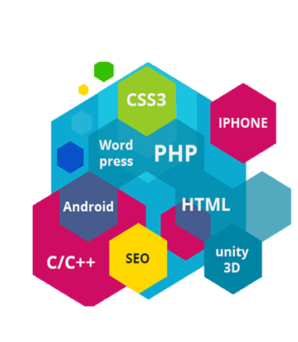 CSS3
IPHONE
Word
press
PHP
Android
HTML
C/C++
SEO
unity
3D